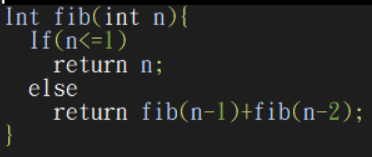 Int fib(int n){
If(n<=1)
return n;
else
return fib(n-1)+fib(n-2);
}